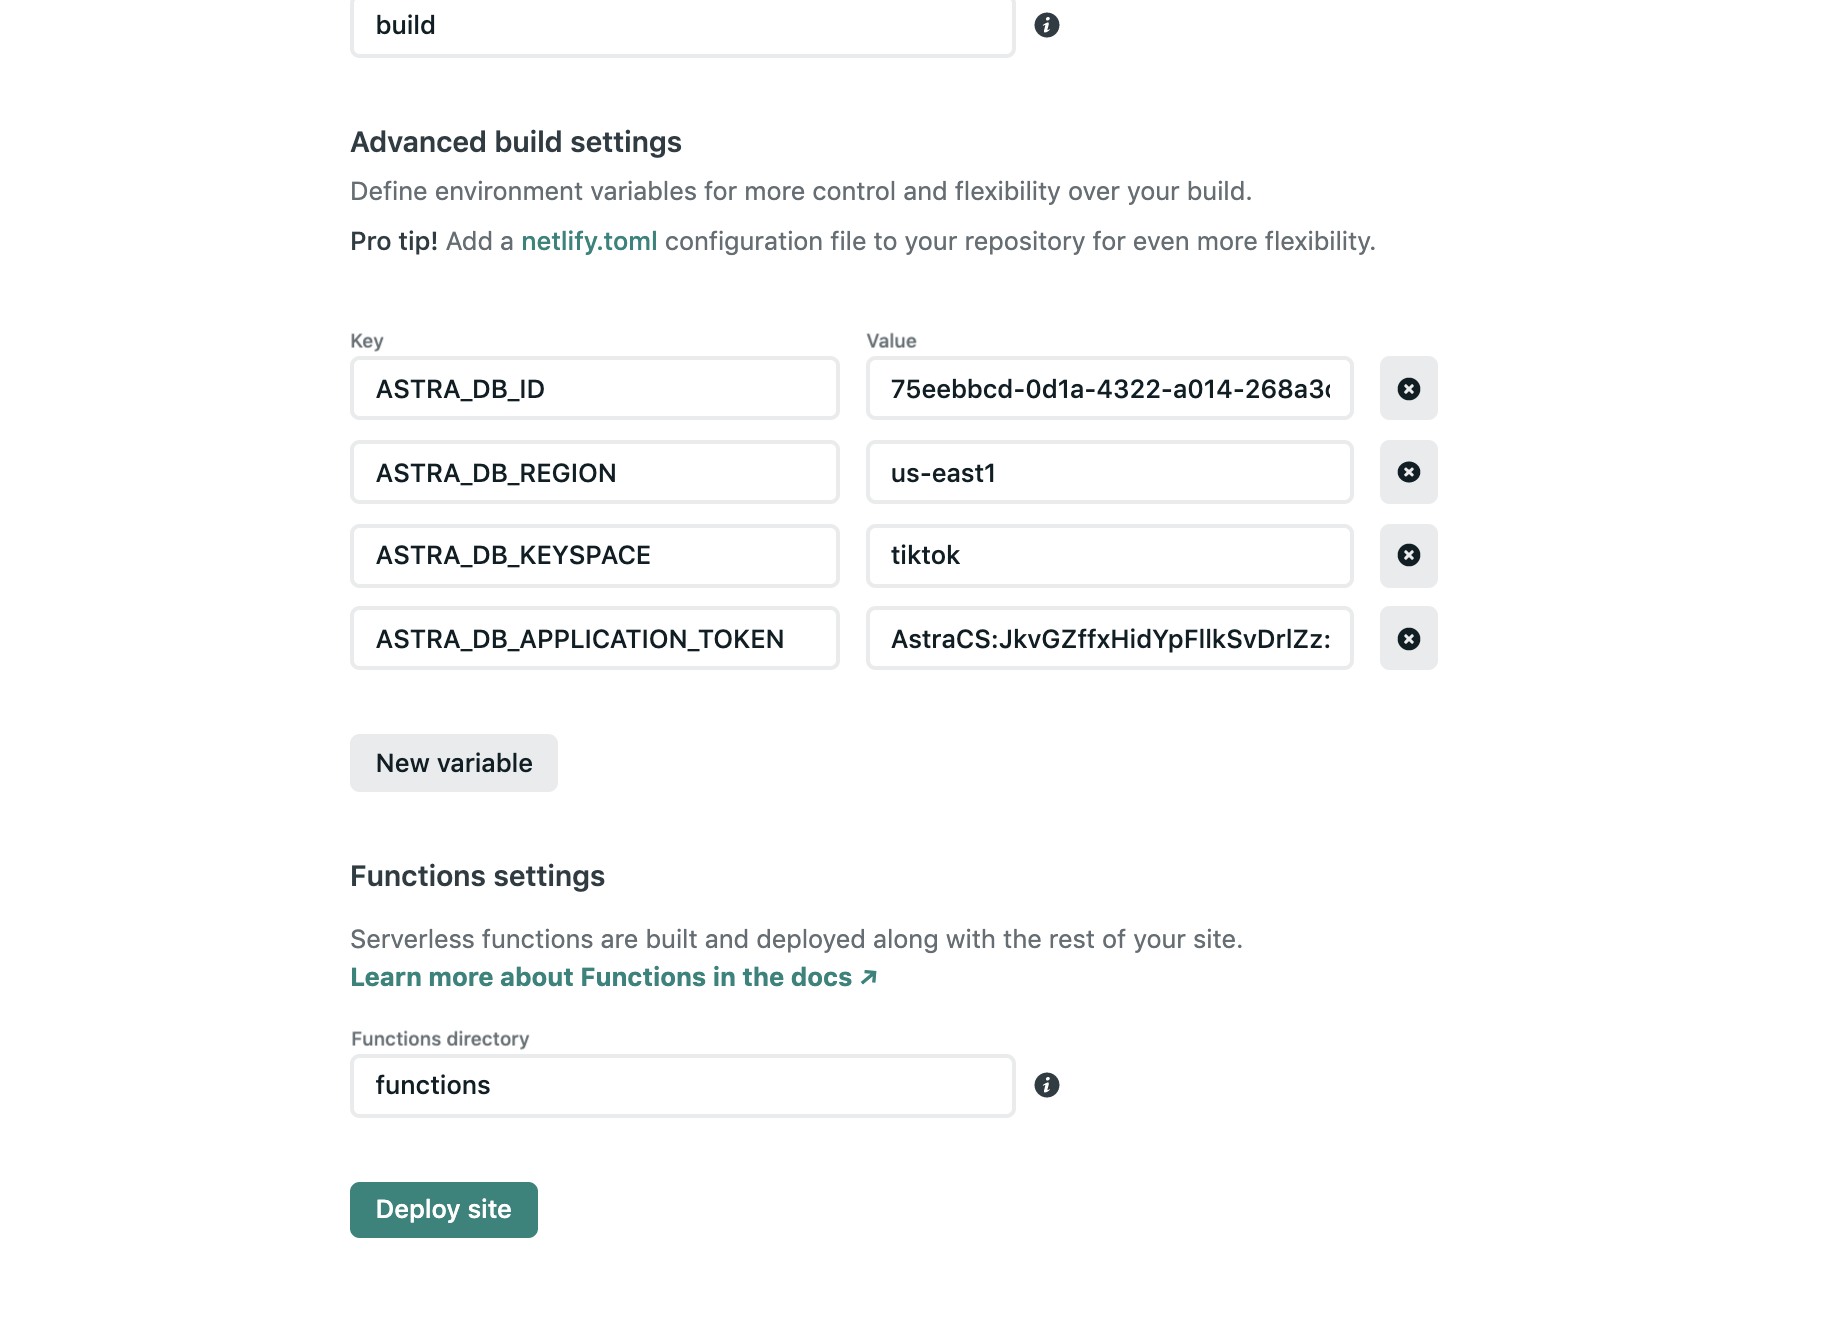 build
Advanced build settings
Define environment variables for more control and flexibility over your build.
Pro tip! Add a netlify.toml configuration file to your repository for even more flexibility.
Key Value
ASTRA_DB_ID 75eebbcd-0d1a-4322-a014-268a3
ASTRA_DB_REGION us-east1
ASTRA_DB_KEYSPACE tiktok
ASTRA_DB_APPLICATION_TOKEN AstraCS:JkvGZffxHidYpFllkSvDrlZz:
New variable
Functions settings
Serverless functions are built and deployed along with the rest of your site.
Learn more about Functions in the docs ↗
Functions directory
functions
Deploy site